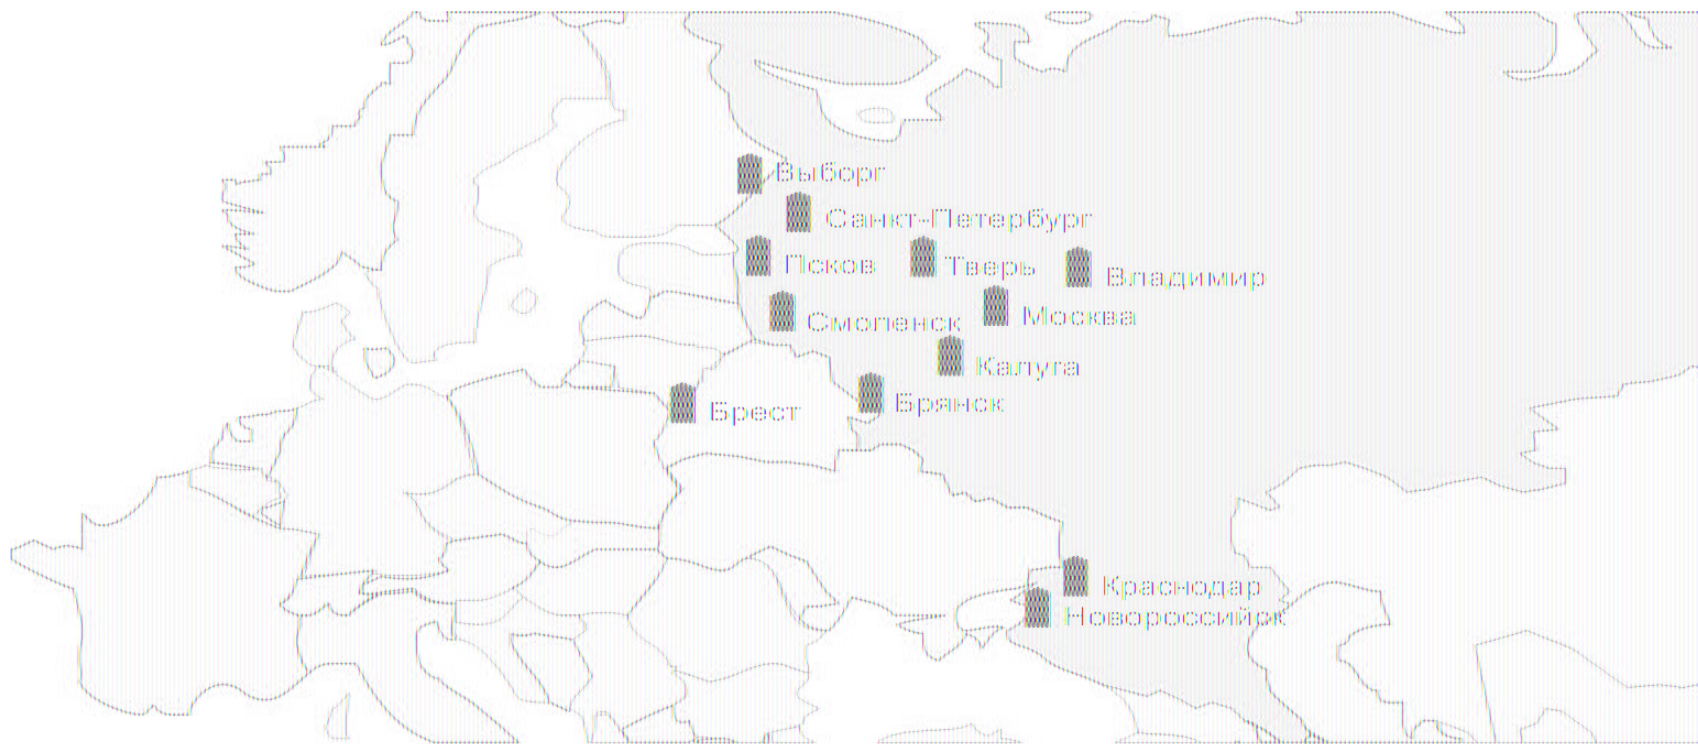 Выборг
Санкт-Петербург
Псков
Тверь
Владимир
Смоленск
Москва
Калуга
Брест
Брянск
Краснодар
Новороссийск